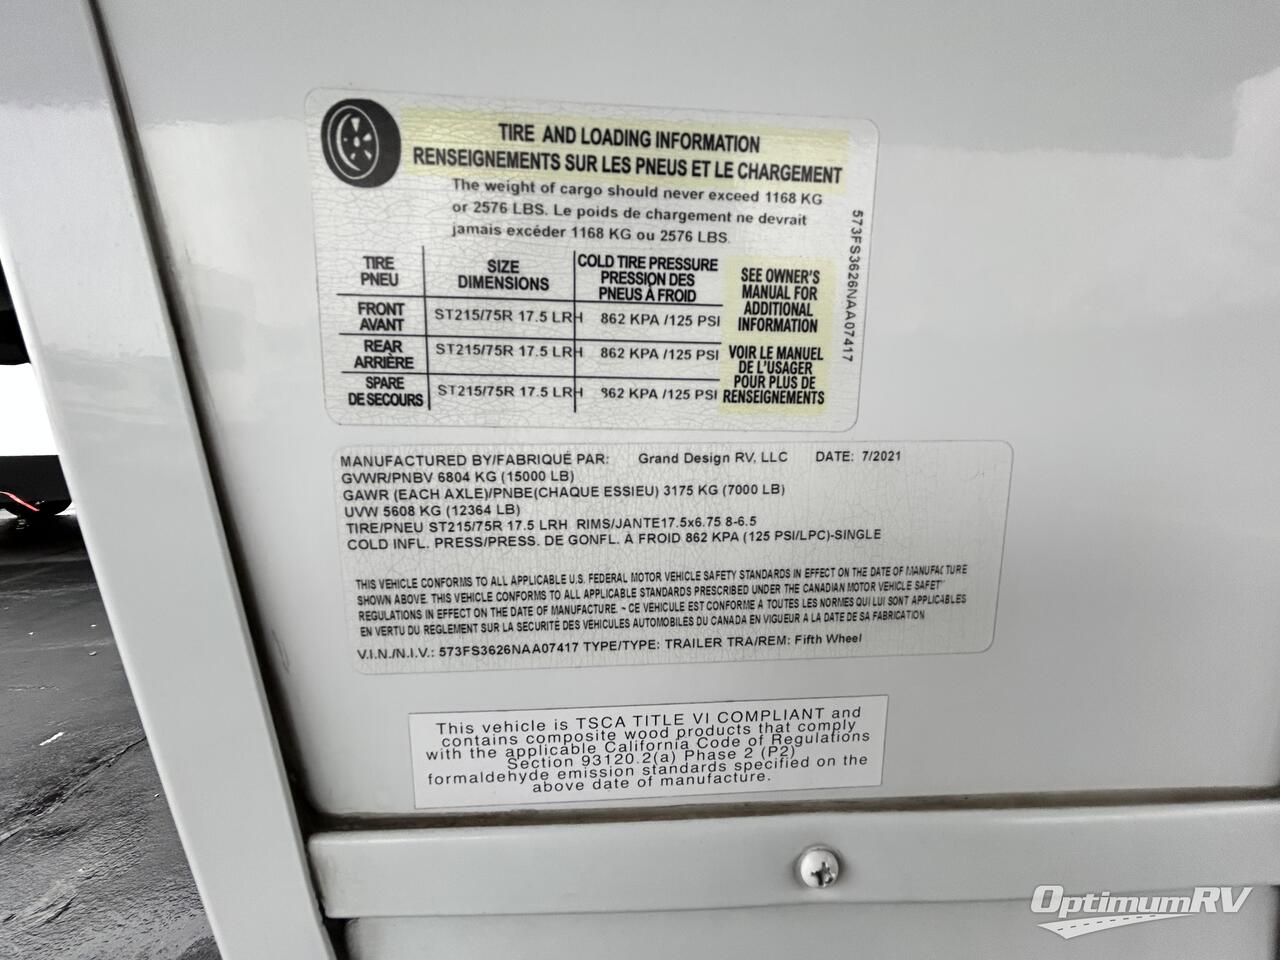 TIRE AND LOADING INFORMATION
RENSEIGNEMENTS SUR LES PNEUS ET LE CHARGEMENT
The weight of cargo should never exceed 1168 KG
or 2576 LBS. Le poids de chargement ne devrait
jamais excéder 1168 KG ou 2576 LBS.
TIRE PNEU SIZE DIMENSIONS COLD TIRE PRESSURE PRESSION DES PNEUS À FROID
FRONT AVANT ST215/75R 17.5 LRH 862 KPA /125 PSI
REAR ARRIÈRE ST215/75R 17.5 LRH 862 KPA /125 PSI
SPARE DE SECOURS ST215/75R 17.5 LRH 862 KPA /125 PSI
SEE OWNER'S
MANUAL FOR
ADDITIONAL
INFORMATION
VOIR LE MANUEL
DE L'USAGER
POUR PLUS DE
RENSEIGNEMENTS
573FS3626NAA07417
MANUFACTURED BY/FABRIQUÉ PAR: Grand Design RV, LLC DATE: 7/2021
GVWR/PNBV 6804 KG (15000 LB)
GAWR (EACH AXLE)/PNBE(CHAQUE ESSIEU) 3175 KG (7000 LB)
UVW 5608 KG (12364 LB)
TIRE/PNEU ST215/75R 17.5 LRH RIMS/JANTE17.5x6.75 8-6.5
COLD INFL. PRESS/PRESS. DE GONFL. À FROID 862 KPA (125 PSI/LPC)-SINGLE
THIS VEHICLE CONFORMS TO ALL APPLICABLE U.S. FEDERAL MOTOR VEHICLE SAFETY STANDARDS IN EFFECT ON THE DATE OF MANUFACTURE
SHOWN ABOVE. THIS VEHICLE CONFORMS TO ALL APPLICABLE STANDARDS PRESCRIBED UNDER THE CANADIAN MOTOR VEHICLE SAFETY
REGULATIONS IN EFFECT ON THE DATE OF MANUFACTURE. ~ CE VÉHICULE EST CONFORME À TOUTES LES NORMES QUI LUI SONT APPLICABLES
EN VERTU DU RÈGLEMENT SUR LA SÉCURITÉ DES VÉHICULES AUTOMOBILES DU CANADA EN VIGUEUR À LA DATE DE SA FABRICATION
V.I.N./N.I.V.: 573FS3626NAA07417 TYPE/TYPE: TRAILER TRA/REM: Fifth Wheel
This vehicle is TSCA TITLE VI COMPLIANT and
contains composite wood products that comply
with the applicable California Code of Regulations
Section 93120.2(a) Phase 2 (P2)
formaldehyde emission standards specified on the
above date of manufacture.
OptimumRV